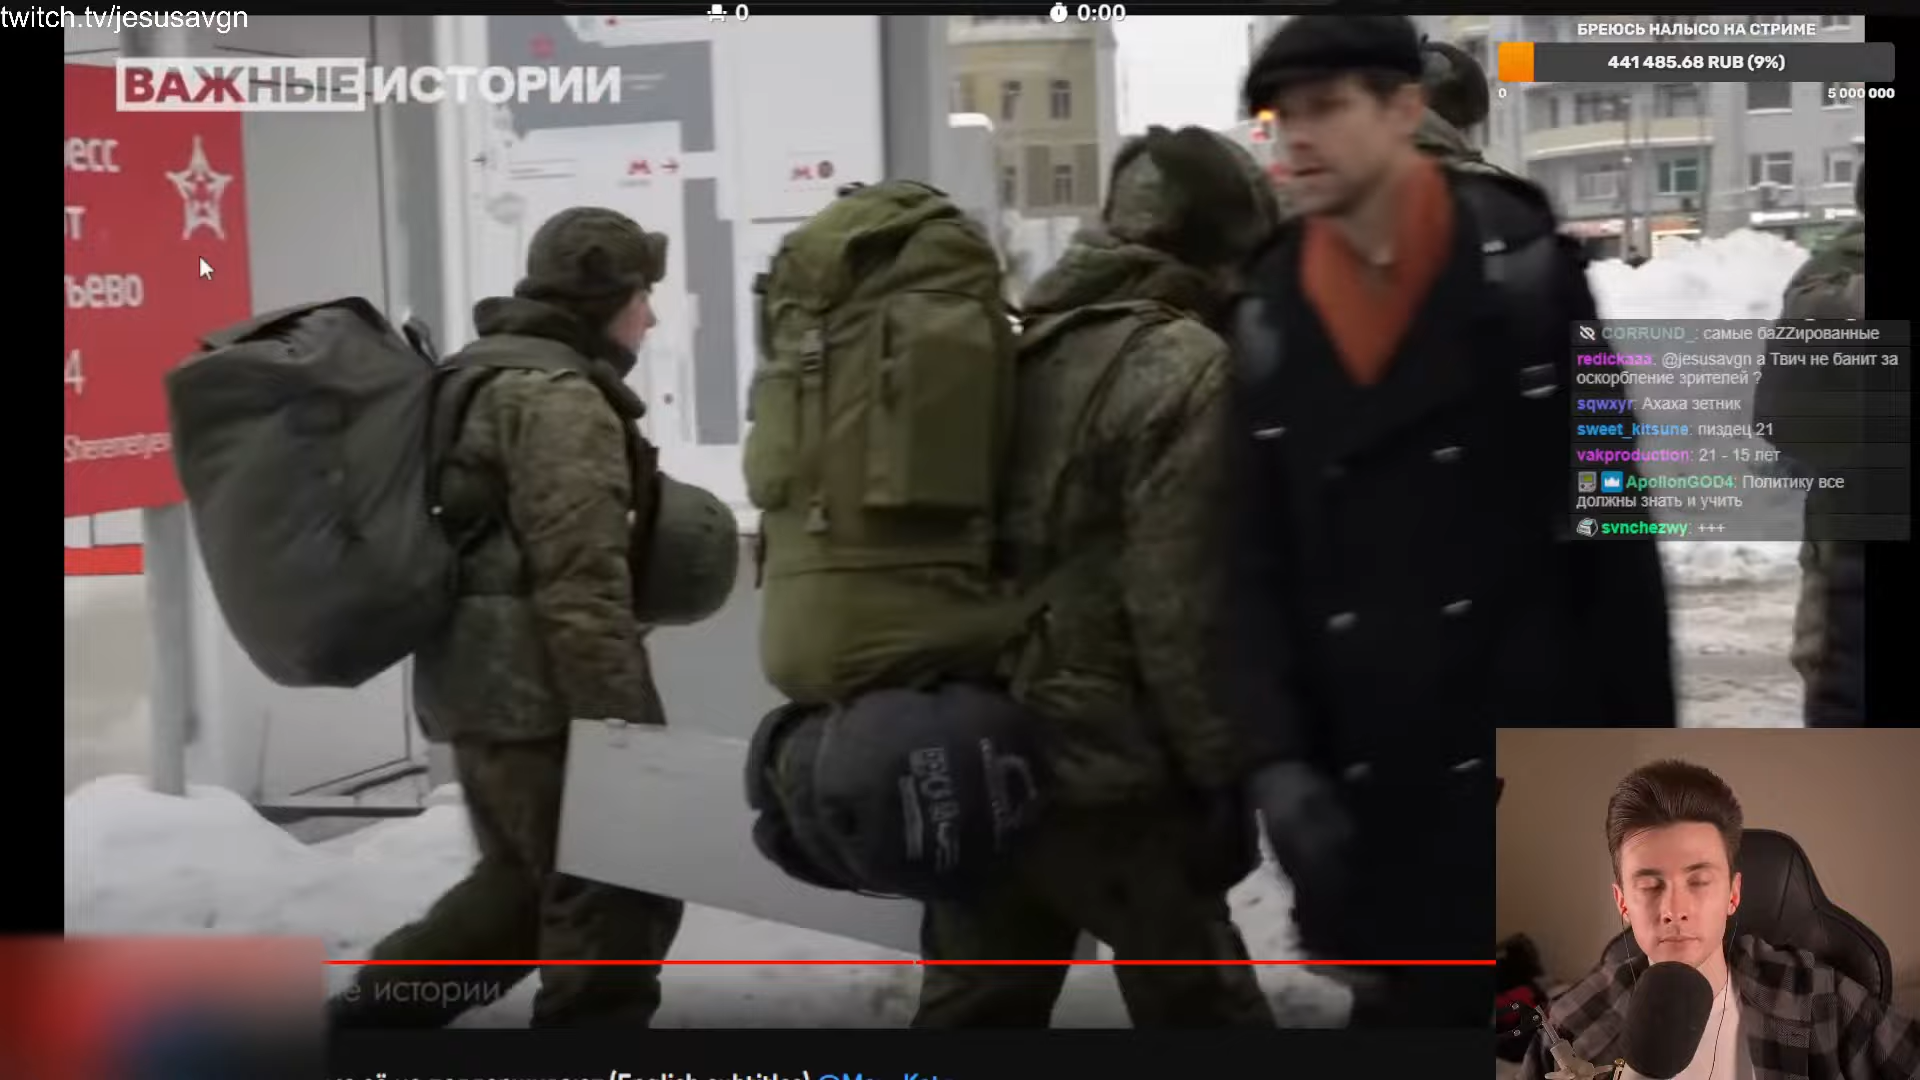 twitch.tv/jesusavgn
0
0:00
БРЕЮСЬ НАЛЫСО НА СТРИМЕ
441 485.68 RUB (9%)
0
5 000 000
ВАЖНЫЕ ИСТОРИИ
CORRUND_: самые баZZированные
redickaaa: @jesusavgn а Твич не банит за
оскорбление зрителей ?
sqwxyr: Ахаха зетник
sweet_kitsune: пиздец 21
vakproduction: 21 - 15 лет
ApollonGOD4: Политику все
должны знать и учить
svnchezwy: +++
истории
(English subtitles)